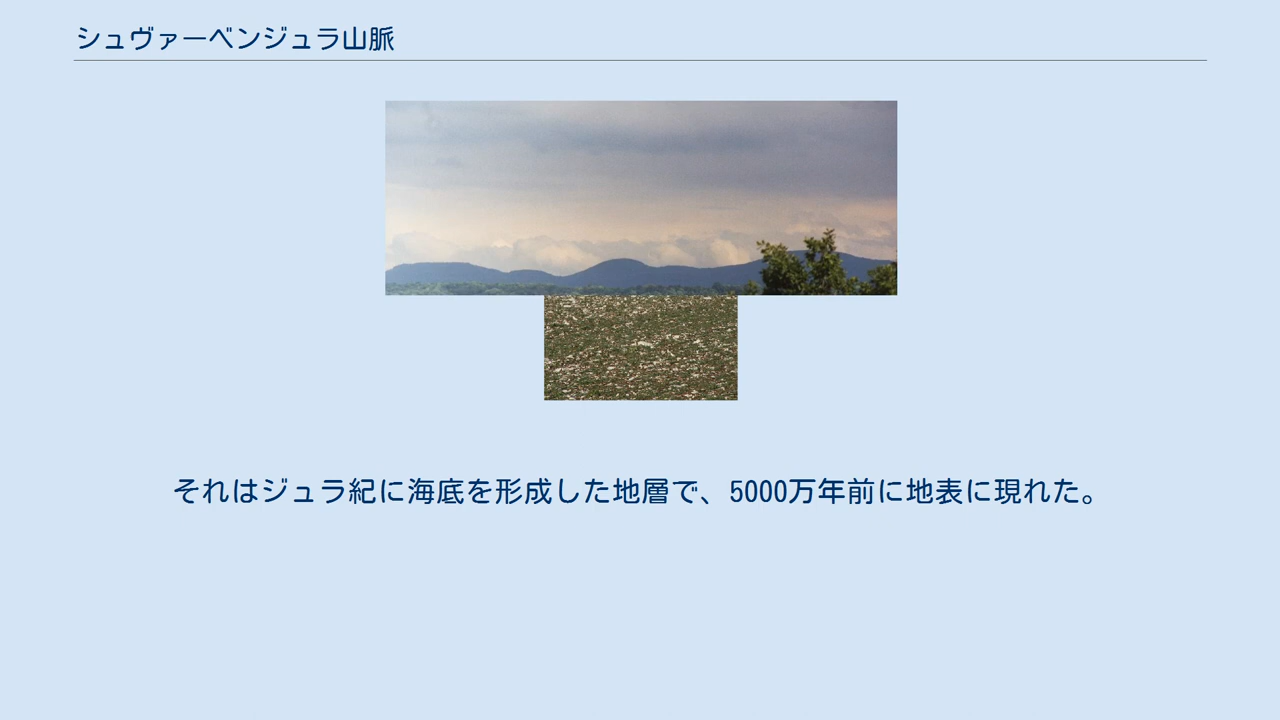 シュヴァーベンジュラ山脈
それはジュラ紀に海底を形成した地層で、5000万年前に地表に現れた。